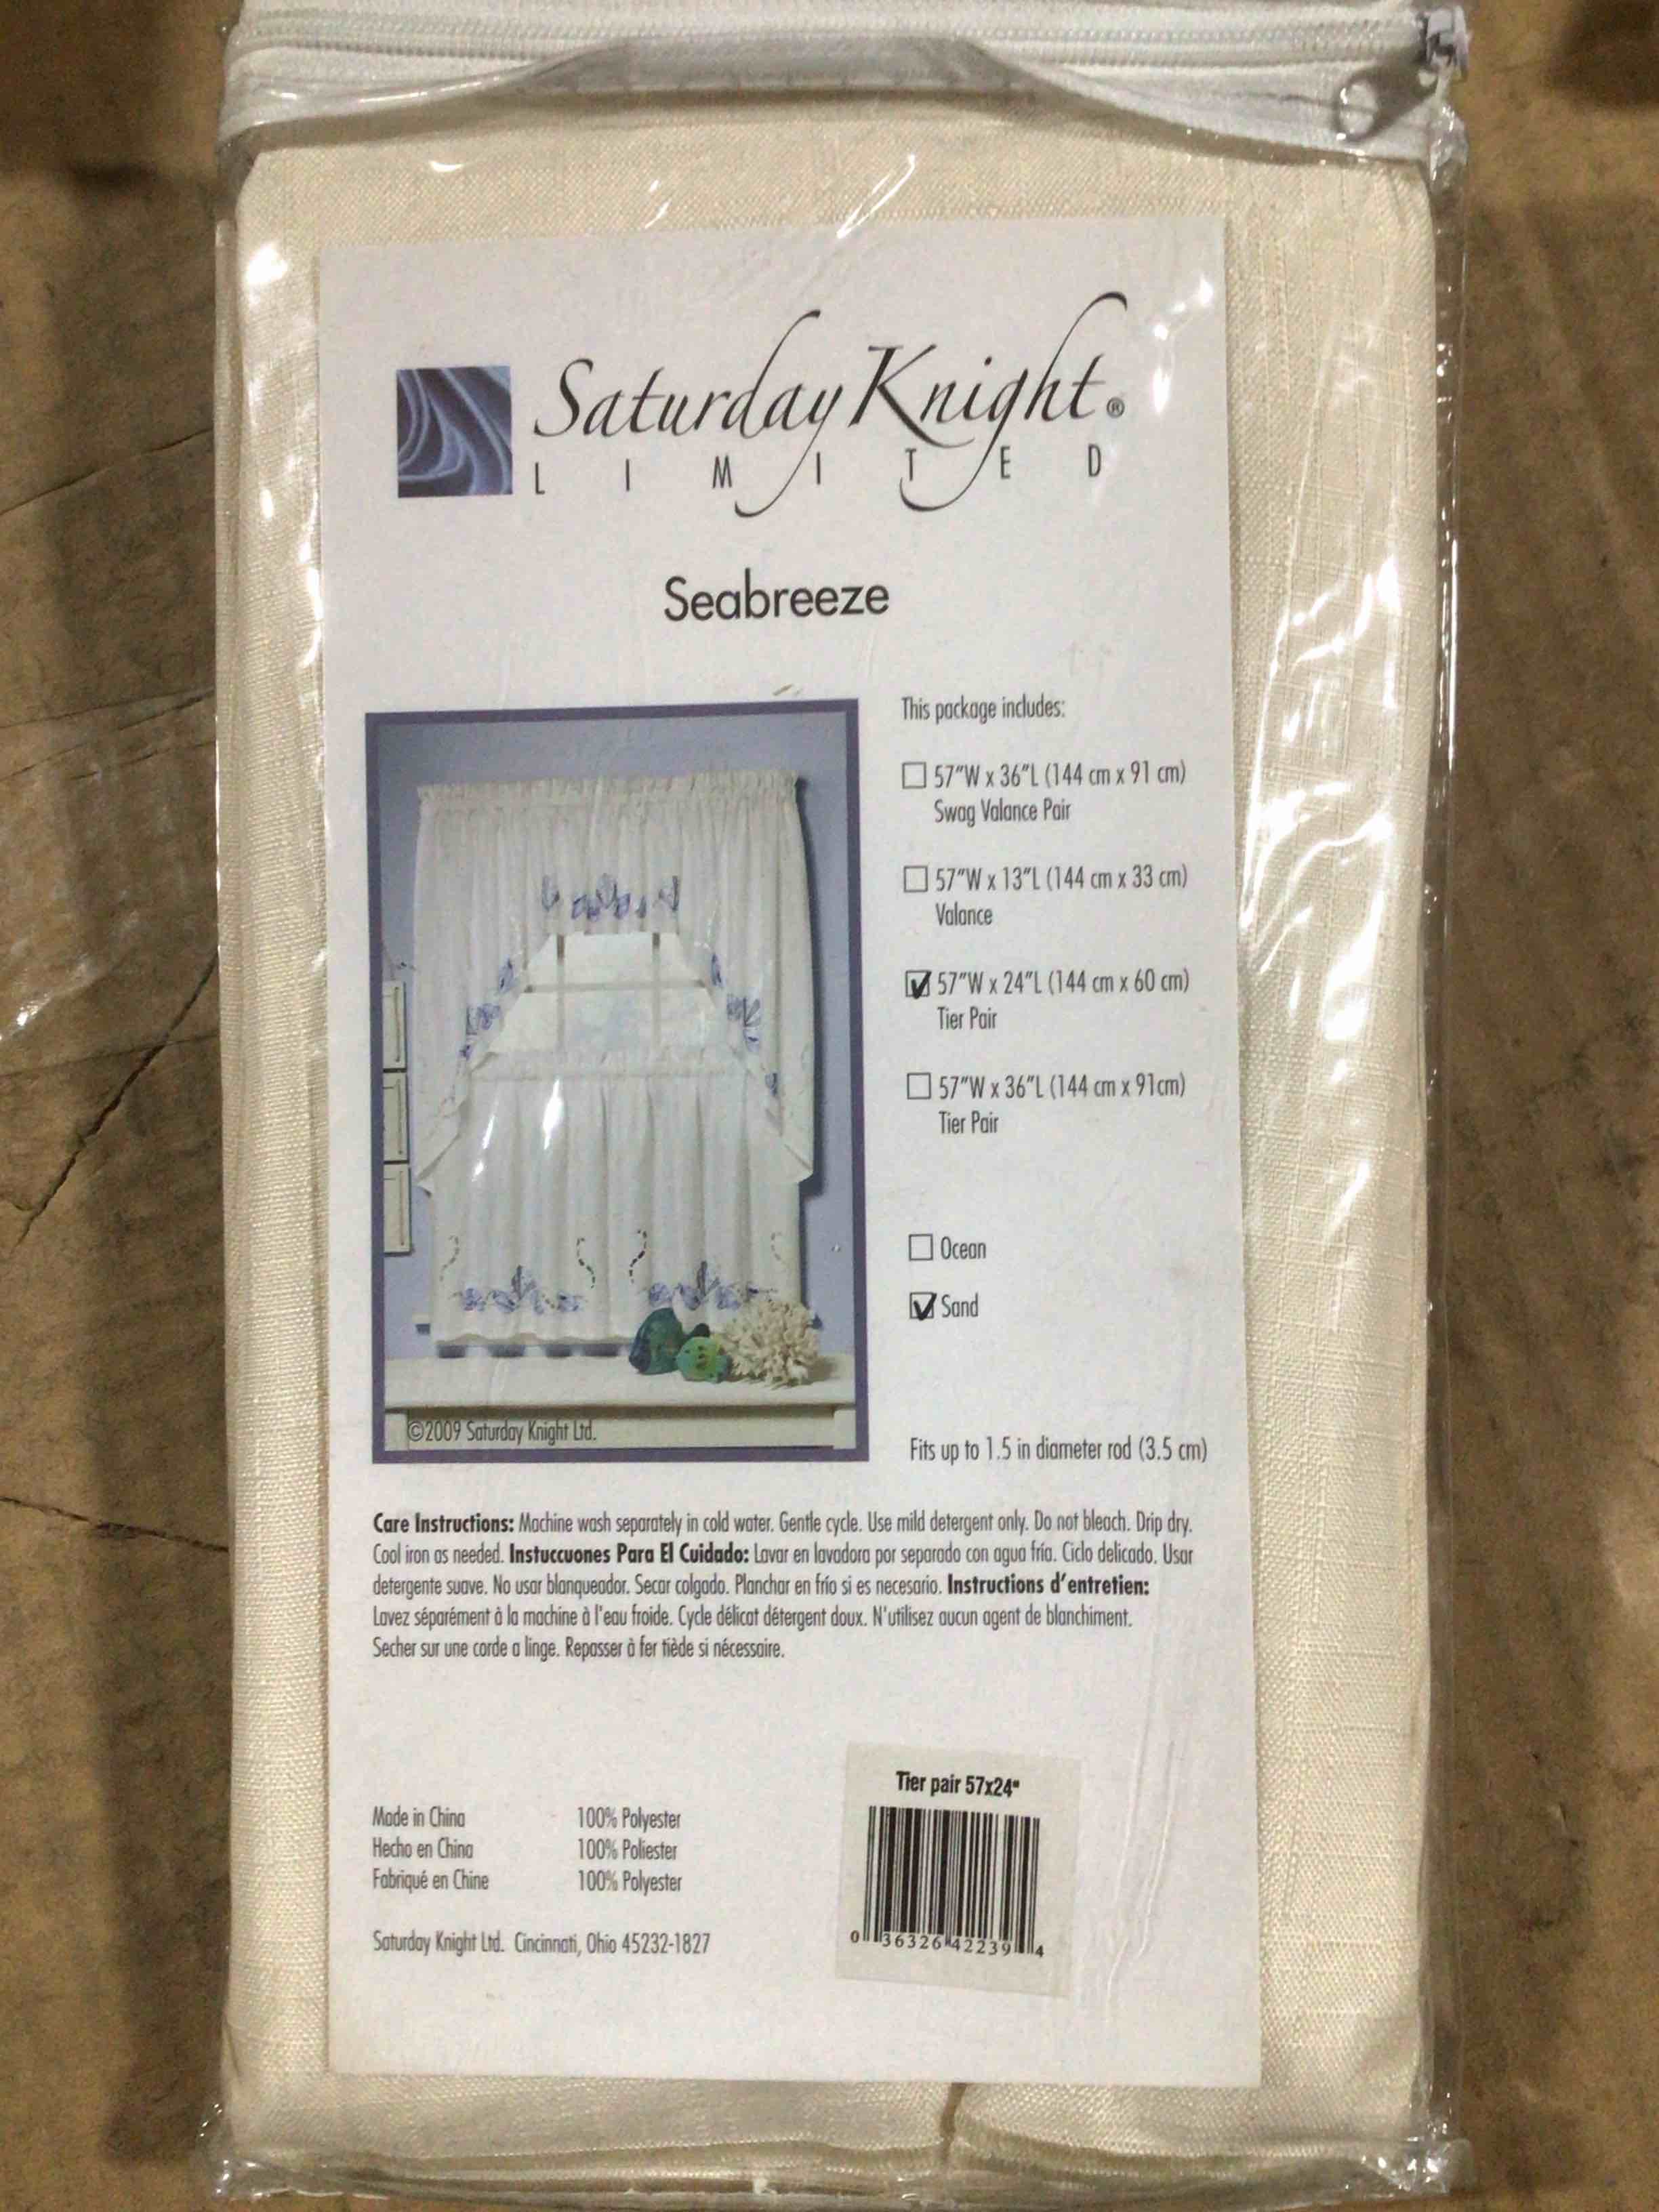 Saturday Knight®
LIMITED
Seabreeze
This package includes:
57"W x 36"L (144 cm x 91 cm)
Swag Valance Pair
57"W x 13"L (144 cm x 33 cm)
Valance
57"W x 24"L (144 cm x 60 cm)
Tier Pair
57"W x 36"L (144 cm x 91cm)
Tier Pair
Ocean
Sand
©2009 Saturday Knight Ltd.
Fits up to 1.5 in diameter rod (3.5 cm)
Care Instructions: Machine wash separately in cold water. Gentle cycle. Use mild detergent only. Do not bleach. Drip dry.
Cool iron as needed. Instuccuones Para El Cuidado: Lavar en lavadora por separado con agua fría. Ciclo delicado. Usar
detergente suave. No usar blanqueador. Secar colgado. Planchar en frío si es necesario. Instructions d'entretien:
Lavez séparément à la machine à l'eau froide. Cycle délicat détergent doux. N'utilisez aucun agent de blanchiment.
Secher sur une corde a linge. Repasser à fer tiède si nécessaire.
Made in China 100% Polyester
Hecho en China 100% Poliester
Fabriqué en Chine 100% Polyester
Saturday Knight Ltd. Cincinnati, Ohio 45232-1827
Tier pair 57x24"
0 36326 42239 4